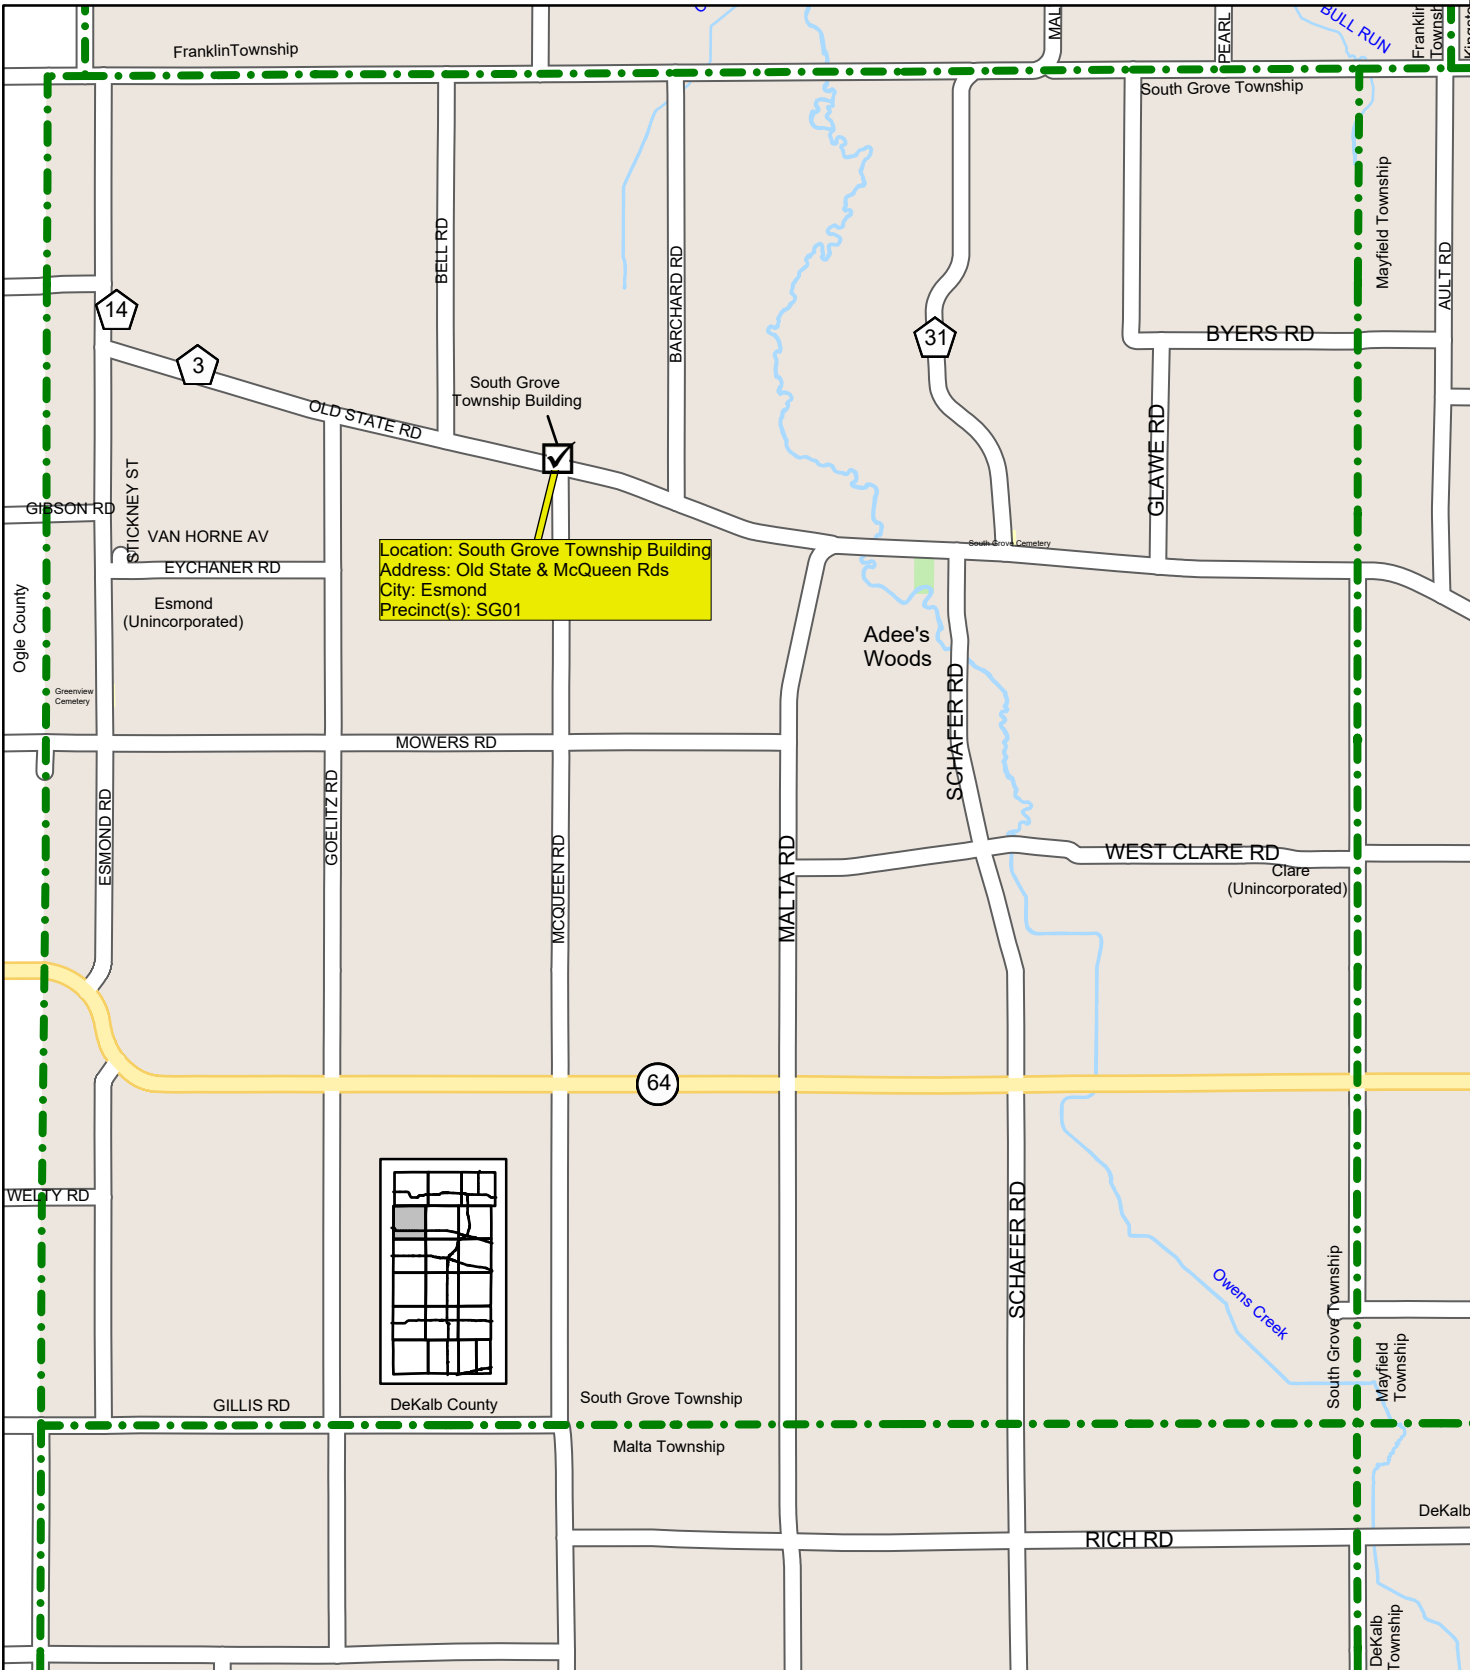 BULL RUN
MAL
PEARL
Franklin
Townsh
FranklinTownship
South Grove Township
Mayfield Township
BELL RD
BARCHARD RD
AULT RD
14
31
3
BYERS RD
South Grove
Township Building
OLD STATE RD
GLAWE RD
STICKNEY ST
GIBSON RD
VAN HORNE AV
South Grove Cemetery
EYCHANER RD
Location: South Grove Township Building
Address: Old State & McQueen Rds
City: Esmond
Precinct(s): SG01
Esmond
(Unincorporated)
Ogle County
Adee's
Woods
Greenview
Cemetery
SCHAFER RD
MOWERS RD
ESMOND RD
GOELITZ RD
MCQUEEN RD
MALTA RD
WEST CLARE RD
Clare
(Unincorporated)
64
WELTY RD
SCHAFER RD
Owens Creek
South Grove Township
Mayfield
Township
GILLIS RD
DeKalb County
South Grove Township
Malta Township
DeKalb
RICH RD
DeKalb
Township